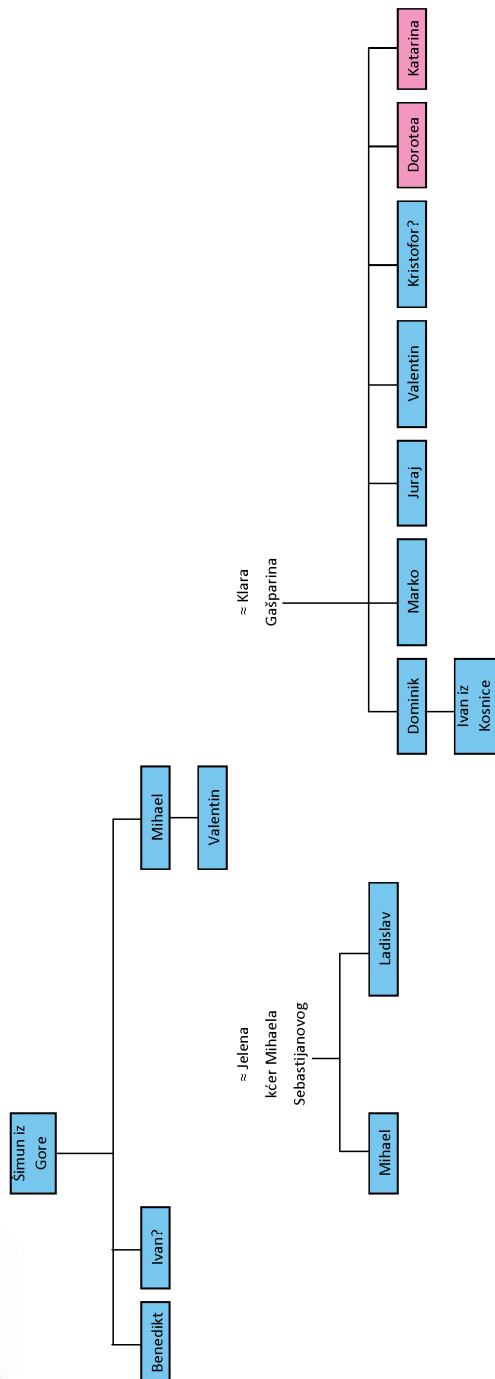 Šimun iz
Gore
Benedikt
Ivan?
Mihael
Valentin
≈ Jelena
kćer Mihaela
Sebastijanovog
≈ Klara
Gašparina
Mihael
Ladislav
Dominik
Marko
Juraj
Valentin
Kristofor?
Dorotea
Katarina
Ivan iz
Kosnice